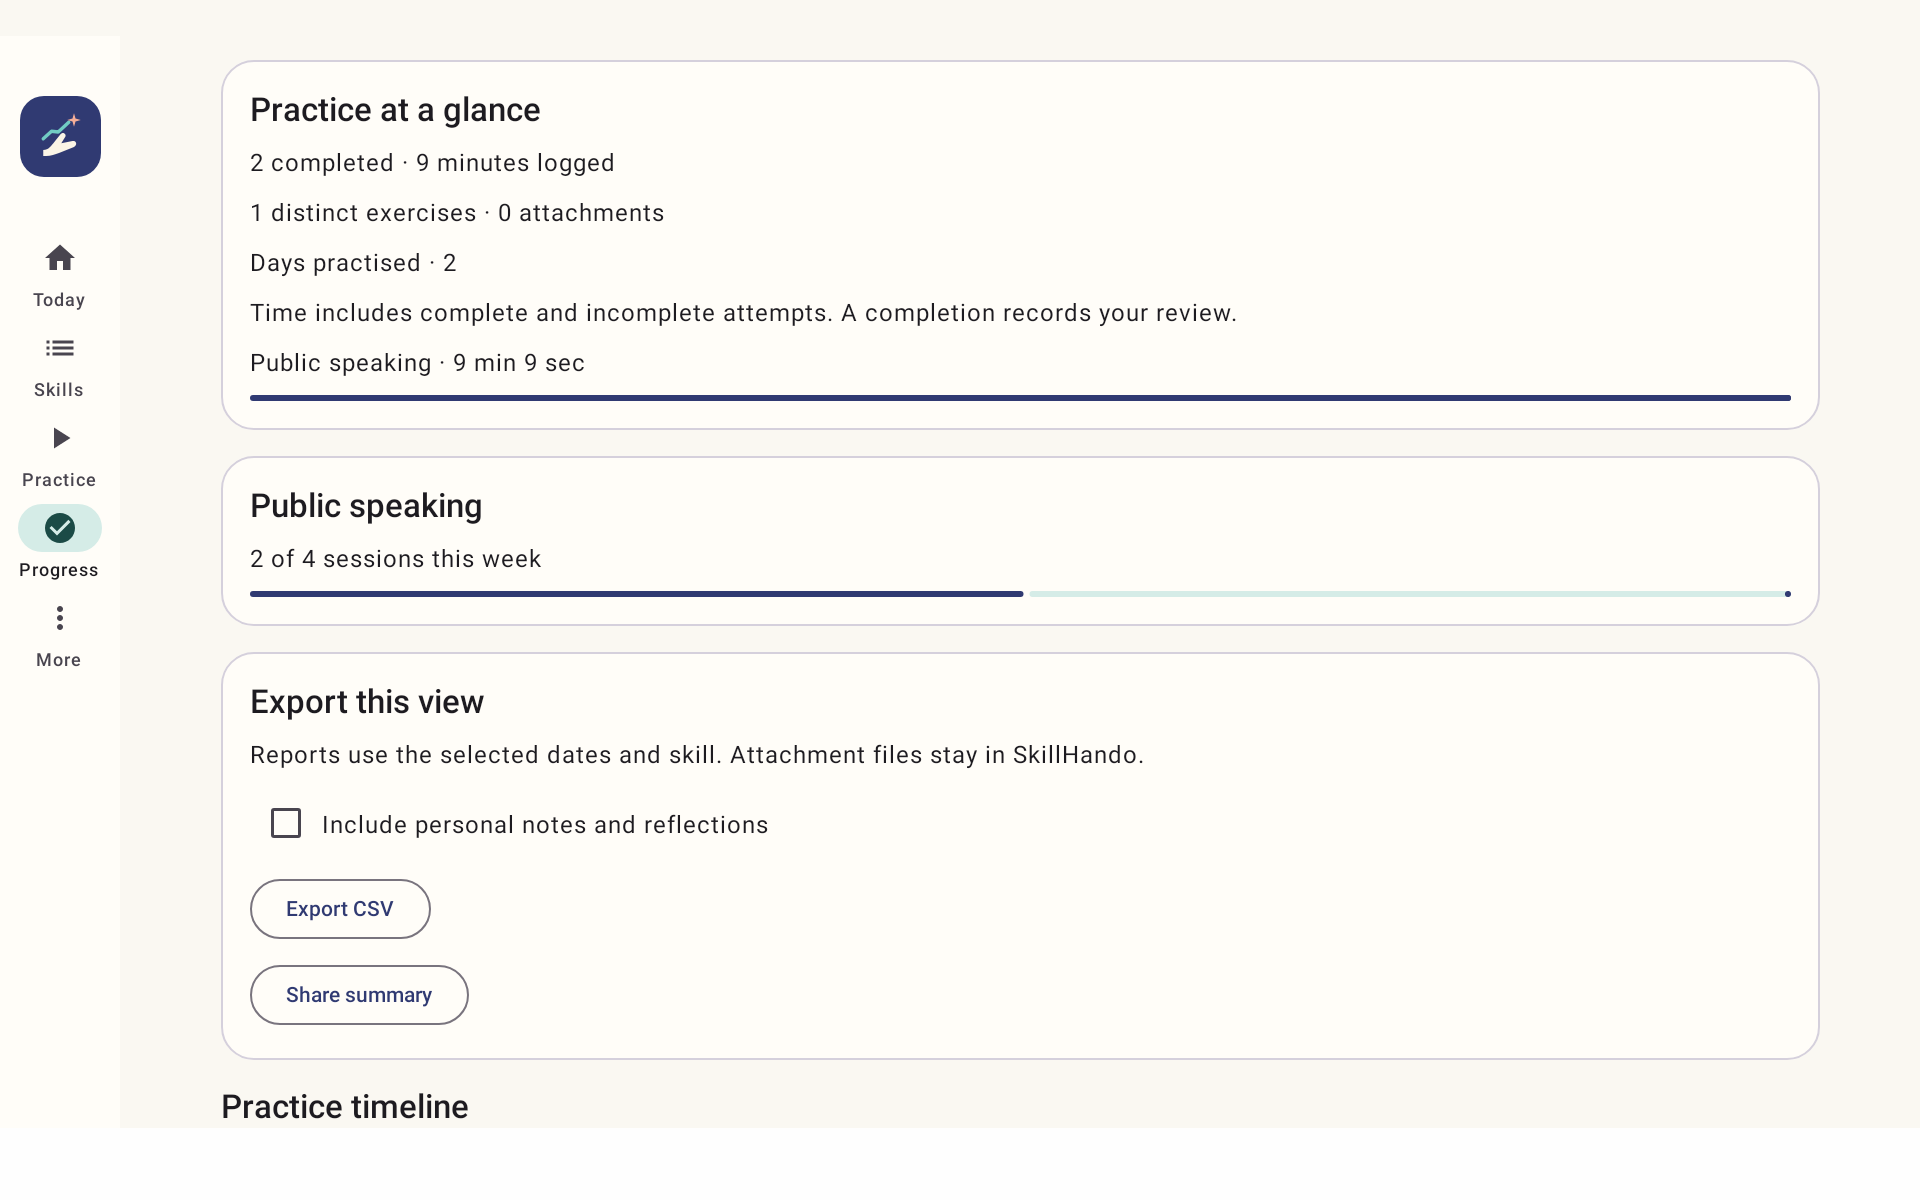 Today
Skills
Practice
Progress
More
Practice at a glance
2 completed · 9 minutes logged
1 distinct exercises · 0 attachments
Days practised · 2
Time includes complete and incomplete attempts. A completion records your review.
Public speaking · 9 min 9 sec
Public speaking
2 of 4 sessions this week
Export this view
Reports use the selected dates and skill. Attachment files stay in SkillHando.
Include personal notes and reflections
Export CSV
Share summary
Practice timeline